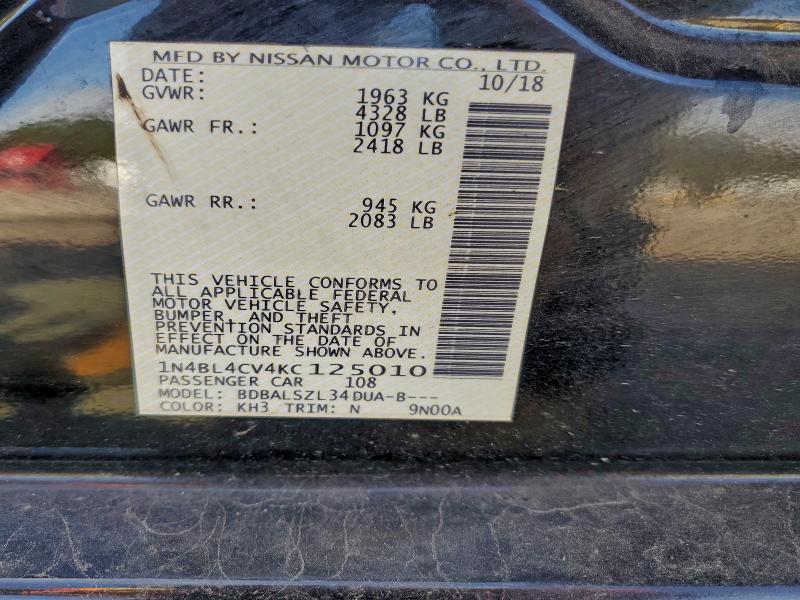 MFD BY NISSAN MOTOR CO., LTD.
DATE: 10/18
GVWR: 1963 KG
4328 LB
GAWR FR.: 1097 KG
2418 LB
GAWR RR.: 945 KG
2083 LB
THIS VEHICLE CONFORMS TO
ALL APPLICABLE FEDERAL
MOTOR VEHICLE SAFETY,
BUMPER, AND THEFT
PREVENTION STANDARDS IN
EFFECT ON THE DATE OF
MANUFACTURE SHOWN ABOVE.
1N4BL4CV4KC125010
PASSENGER CAR 108
MODEL: BDBALSZL34DUA-B---
COLOR: KH3 TRIM: N 9N00A